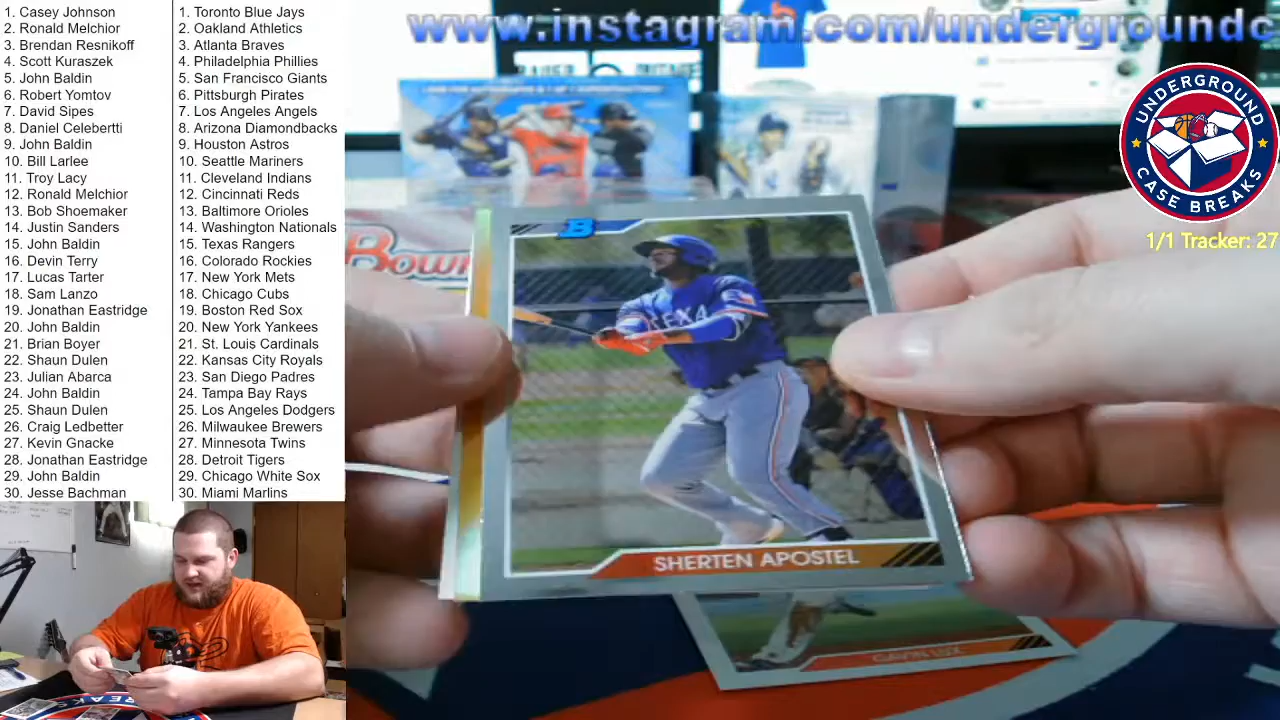 1. Casey Johnson
2. Ronald Melchior
3. Brendan Resnikoff
4. Scott Kuraszek
5. John Baldin
6. Robert Yomtov
7. David Sipes
8. Daniel Celebertti
9. John Baldin
10. Bill Larlee
11. Troy Lacy
12. Ronald Melchior
13. Bob Shoemaker
14. Justin Sanders
15. John Baldin
16. Devin Terry
17. Lucas Tarter
18. Sam Lanzo
19. Jonathan Eastridge
20. John Baldin
21. Brian Boyer
22. Shaun Dulen
23. Julian Abarca
24. John Baldin
25. Shaun Dulen
26. Craig Ledbetter
27. Kevin Gnacke
28. Jonathan Eastridge
29. John Baldin
30. Jesse Bachman
1. Toronto Blue Jays
2. Oakland Athletics
3. Atlanta Braves
4. Philadelphia Phillies
5. San Francisco Giants
6. Pittsburgh Pirates
7. Los Angeles Angels
8. Arizona Diamondbacks
9. Houston Astros
10. Seattle Mariners
11. Cleveland Indians
12. Cincinnati Reds
13. Baltimore Orioles
14. Washington Nationals
15. Texas Rangers
16. Colorado Rockies
17. New York Mets
18. Chicago Cubs
19. Boston Red Sox
20. New York Yankees
21. St. Louis Cardinals
22. Kansas City Royals
23. San Diego Padres
24. Tampa Bay Rays
25. Los Angeles Dodgers
26. Milwaukee Brewers
27. Minnesota Twins
28. Detroit Tigers
29. Chicago White Sox
30. Miami Marlins
www.instagram.com/undergroundc
UNDERGROUND
CASE BREAKS
1/1 Tracker: 27
Bown
B
TEXA
SHERTEN APOSTEL
GAVIN LUX
BREAKS